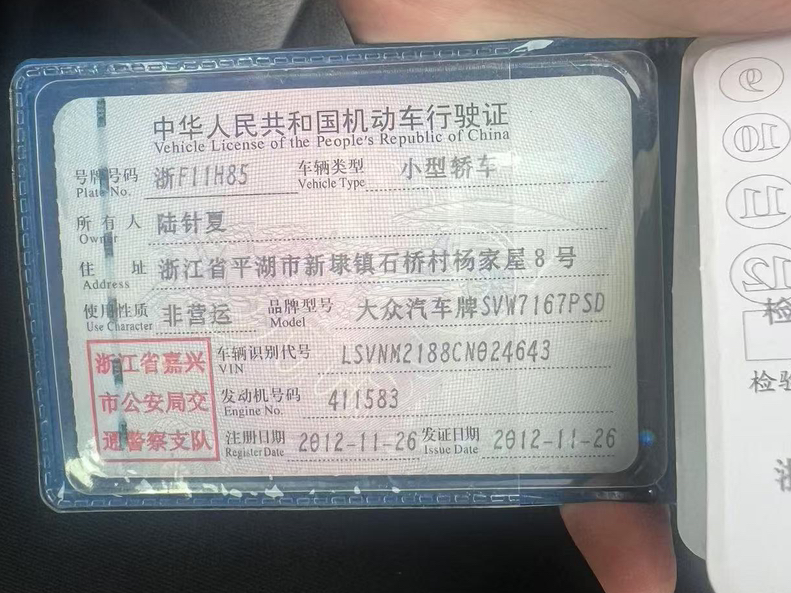 中华人民共和国机动车行驶证
Vehicle License of the People's Republic of China
号牌号码 浙F11H85 车辆类型 小型轿车
Plate No. Vehicle Type
所有人 陆针夏
Owner
住址 浙江省平湖市新埭镇石桥村杨家屋8号
Address
使用性质 非营运 品牌型号 大众汽车牌SVW7167PSD
Use Character Model
浙江省嘉兴
市公安局交
通警察支队
车辆识别代号 LSVNM2188CN024643
VIN
发动机号码 411583
Engine No.
注册日期 2012-11-26 发证日期 2012-11-26
Register Date Issue Date
9
10
11
12
检验